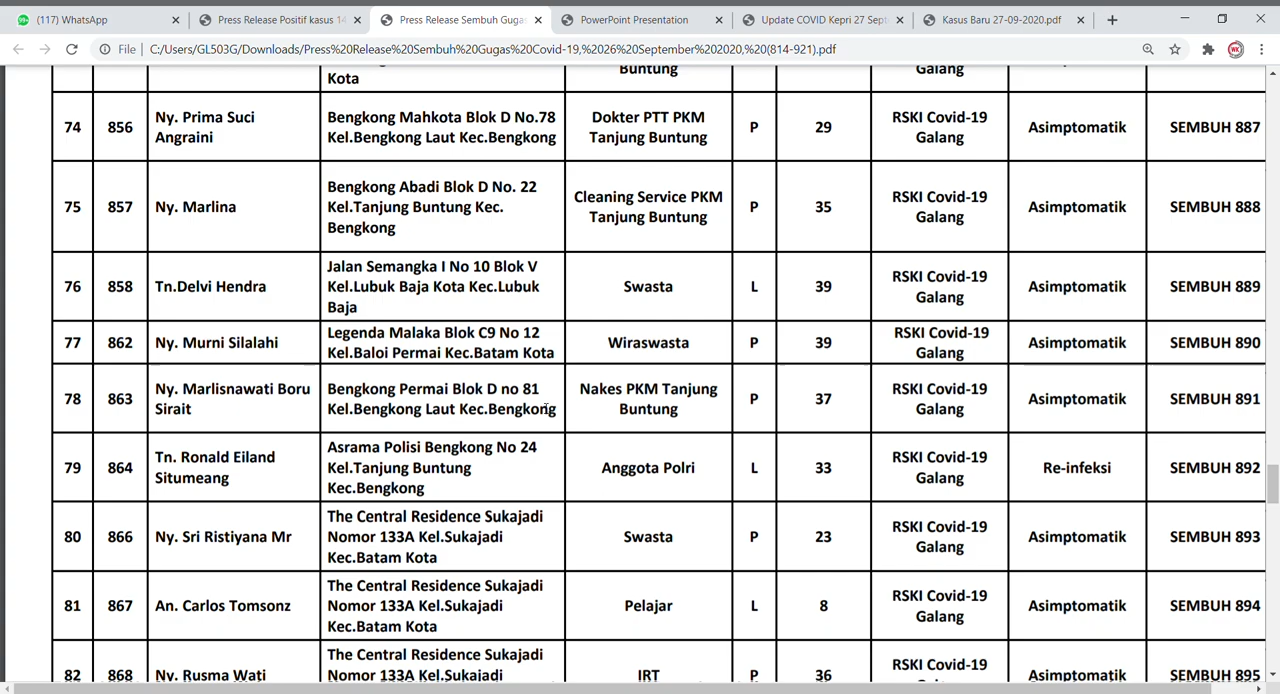 (117) WhatsApp
Press Release Positif kasus 14
Press Release Sembuh Gugas
PowerPoint Presentation
Update COVID Kepri 27 Sept
Kasus Baru 27-09-2020.pdf
File | C:/Users/GL503G/Downloads/Press%20Release%20Sembuh%20Gugas%20Covid-19,%2026%20September%202020,%20(814-921).pdf
Kota
Buntung
Galang
74 856 Ny. Prima Suci Angraini
Bengkong Mahkota Blok D No.78
Kel.Bengkong Laut Kec.Bengkong
Dokter PTT PKM
Tanjung Buntung
P 29
RSKI Covid-19
Galang
Asimptomatik SEMBUH 887
75 857 Ny. Marlina
Bengkong Abadi Blok D No. 22
Kel.Tanjung Buntung Kec.
Bengkong
Cleaning Service PKM
Tanjung Buntung
P 35
RSKI Covid-19
Galang
Asimptomatik SEMBUH 888
76 858 Tn.Delvi Hendra
Jalan Semangka I No 10 Blok V
Kel.Lubuk Baja Kota Kec.Lubuk
Baja
Swasta L 39
RSKI Covid-19
Galang
Asimptomatik SEMBUH 889
77 862 Ny. Murni Silalahi
Legenda Malaka Blok C9 No 12
Kel.Baloi Permai Kec.Batam Kota
Wiraswasta P 39
RSKI Covid-19
Galang
Asimptomatik SEMBUH 890
78 863 Ny. Marlisnawati Boru
Sirait
Bengkong Permai Blok D no 81
Kel.Bengkong Laut Kec.Bengkong
Nakes PKM Tanjung
Buntung
P 37
RSKI Covid-19
Galang
Asimptomatik SEMBUH 891
79 864 Tn. Ronald Eiland
Situmeang
Asrama Polisi Bengkong No 24
Kel.Tanjung Buntung
Kec.Bengkong
Anggota Polri L 33
RSKI Covid-19
Galang
Re-infeksi SEMBUH 892
80 866 Ny. Sri Ristiyana Mr
The Central Residence Sukajadi
Nomor 133A Kel.Sukajadi
Kec.Batam Kota
Swasta P 23
RSKI Covid-19
Galang
Asimptomatik SEMBUH 893
81 867 An. Carlos Tomsonz
The Central Residence Sukajadi
Nomor 133A Kel.Sukajadi
Kec.Batam Kota
Pelajar L 8
RSKI Covid-19
Galang
Asimptomatik SEMBUH 894
82 868 Ny. Rusma Wati
The Central Residence Sukajadi
Nomor 133A Kel.Sukajadi
IRT P 36
RSKI Covid-19
Asimptomatik SEMBUH 895